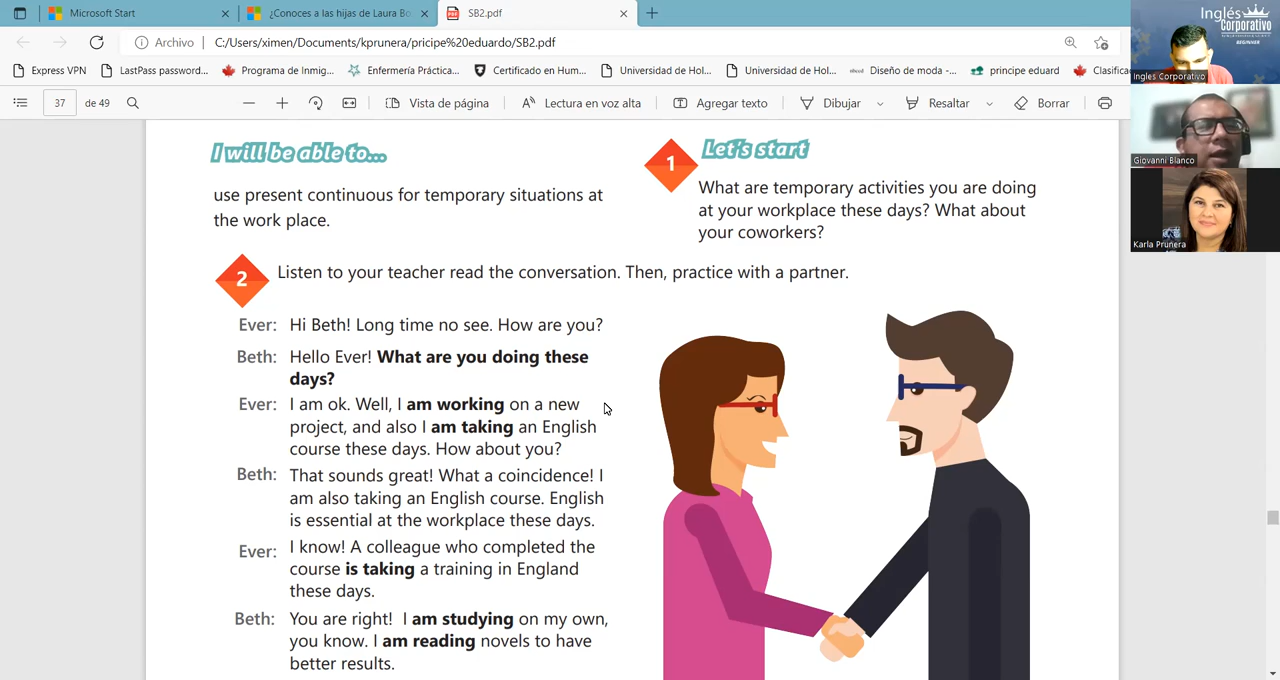 Microsoft Start
¿Conoces a las hijas de Laura Bo
SB2.pdf
Archivo
C:/Users/ximen/Documents/kprunera/pricipe%20eduardo/SB2.pdf
Express VPN
LastPass password...
Programa de Inmig...
Enfermería Práctica...
Certificado en Hum...
Universidad de Hol...
Universidad de Hol...
Diseño de moda -...
principe eduard
Clasifica
37
de 49
Vista de página
Lectura en voz alta
Agregar texto
Dibujar
Resaltar
Borrar
I will be able to...
use present continuous for temporary situations at
the work place.
1
Let's start
What are temporary activities you are doing
at your workplace these days? What about
your coworkers?
2
Listen to your teacher read the conversation. Then, practice with a partner.
Ever: Hi Beth! Long time no see. How are you?
Beth: Hello Ever! What are you doing these
days?
Ever: I am ok. Well, I am working on a new
project, and also I am taking an English
course these days. How about you?
Beth: That sounds great! What a coincidence! I
am also taking an English course. English
is essential at the workplace these days.
Ever: I know! A colleague who completed the
course is taking a training in England
these days.
Beth: You are right! I am studying on my own,
you know. I am reading novels to have
better results.
Inglés
Corporativo
BEGINNER
Ingles Corporativo
Giovanni Blanco
Karla Prunera